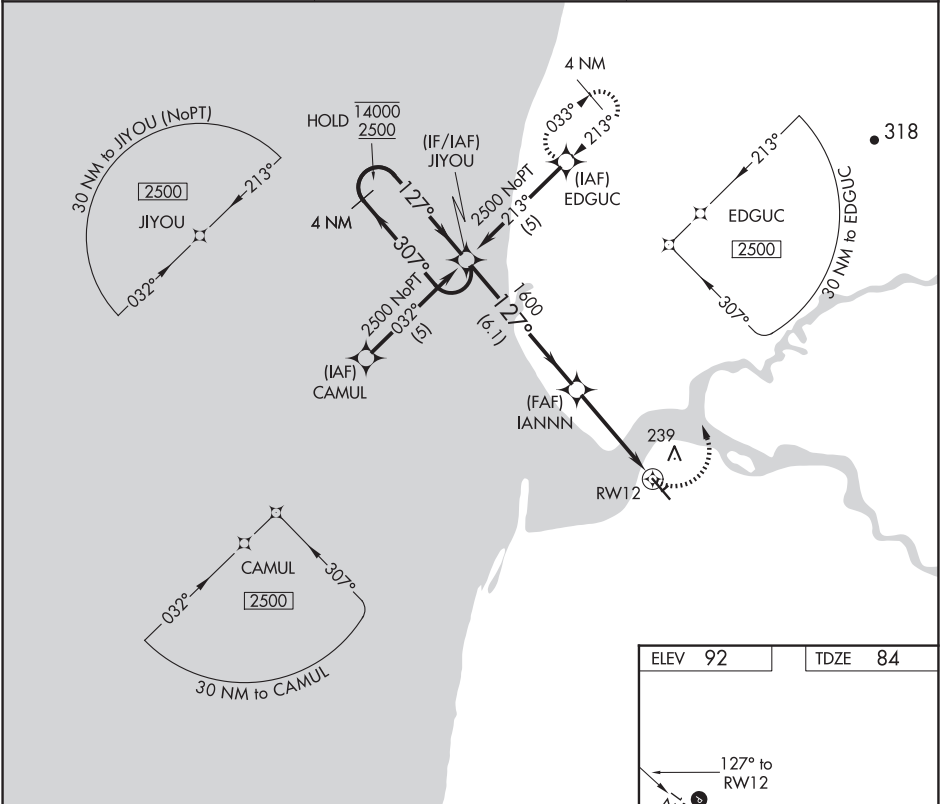 4 NM
033°
213°
(IAF)
EDGUC
318
HOLD
14000
2500
(IF/IAF)
JIYOU
30 NM to JIYOU (NoPT)
2500
JIYOU
213°
032°
4 NM
127°
307°
2500 NoPT
213°
(5)
213°
EDGUC
2500
307°
30 NM to EDGUC
2500 NoPT
032°
(5)
(IAF)
CAMUL
1600
127°
(6.1)
(FAF)
IANNN
239
RW12
CAMUL
2500
032°
307°
30 NM to CAMUL
ELEV 92
TDZE 84
127° to
RW12
P